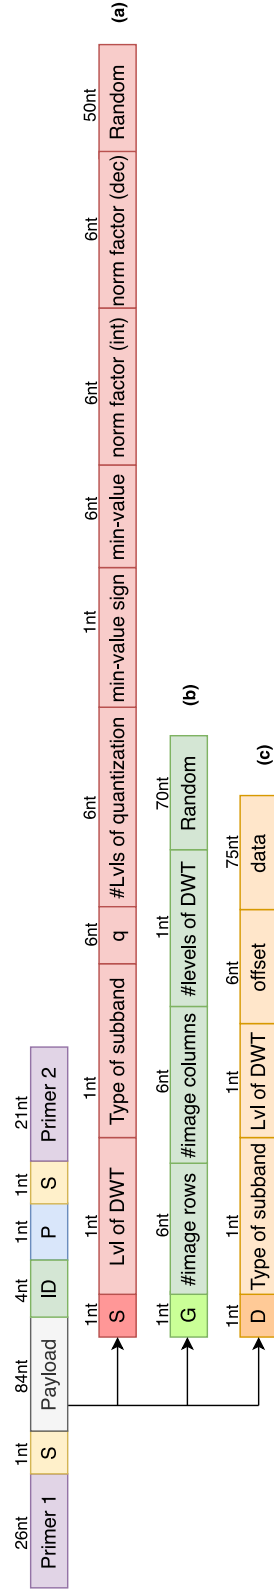 26nt 1nt 84nt 4nt 1nt 1nt 21nt
Primer 1 S Payload ID P S Primer 2
1nt 1nt 1nt 6nt 6nt 1nt 6nt 6nt 6nt 50nt
S Lvl of DWT Type of subband q #Lvls of quantization min-value sign min-value norm factor (int) norm factor (dec) Random
(a)
1nt 6nt 6nt 1nt 70nt
G #image rows #image columns #levels of DWT Random
(b)
1nt 1nt 1nt 6nt 75nt
D Type of subband Lvl of DWT offset data
(c)